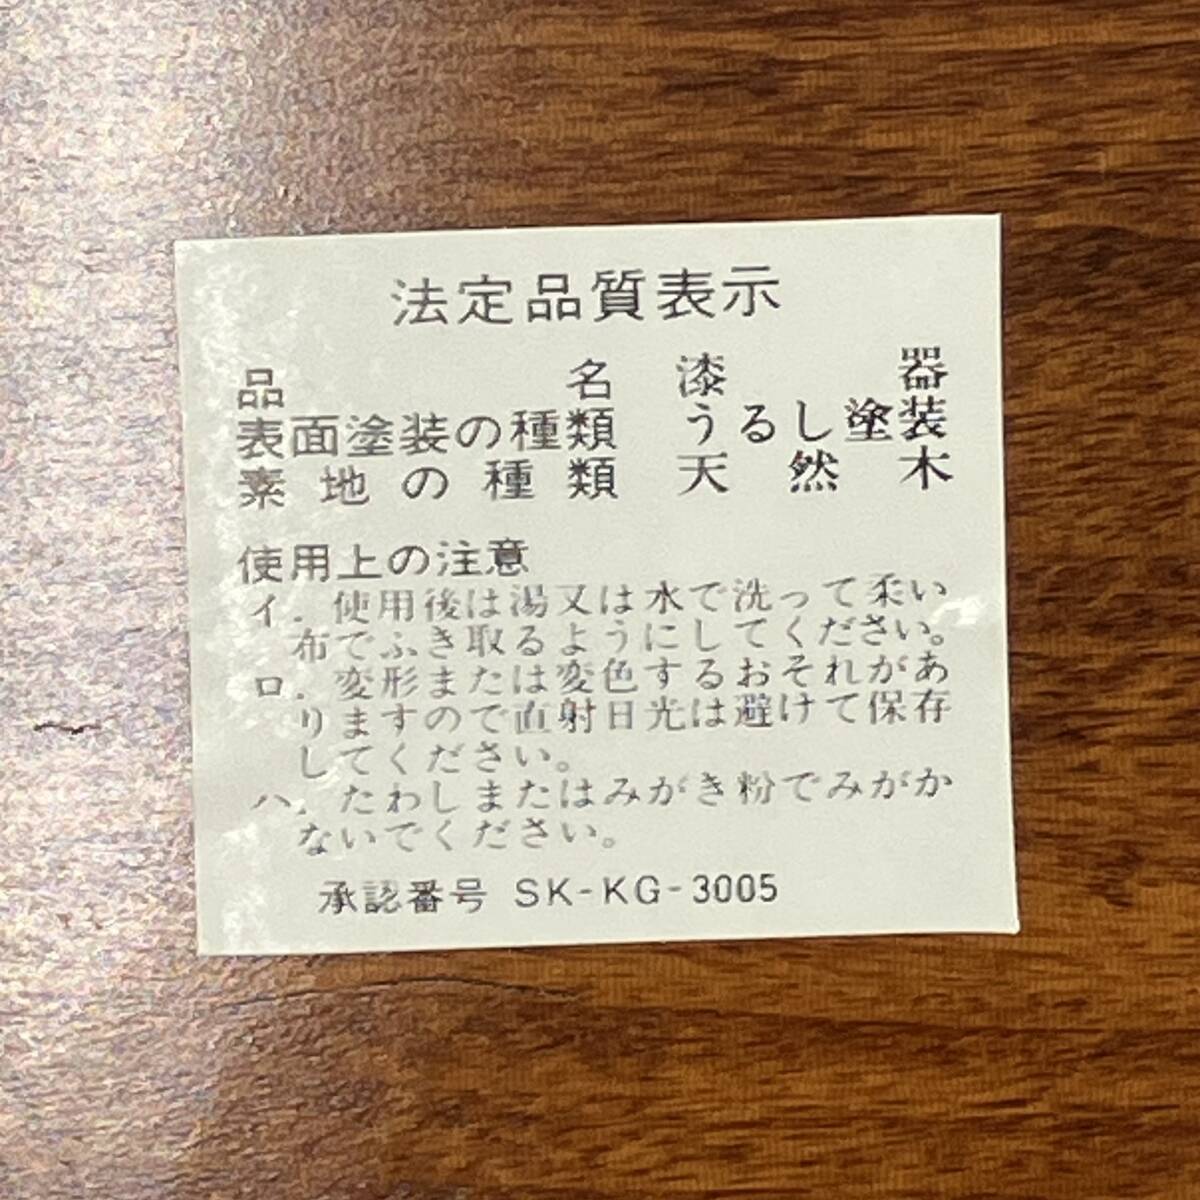 法定品質表示
品名 漆器
表面塗装の種類 うるし塗装
素地の種類 天然木
使用上の注意
イ．使用後は湯又は水で洗って柔い
布でふき取るようにしてください。
ロ．変形または変色するおそれがあ
りますので直射日光は避けて保存
してください。
ハ．たわしまたはみがき粉でみがか
ないでください。
承認番号 SK-KG-3005